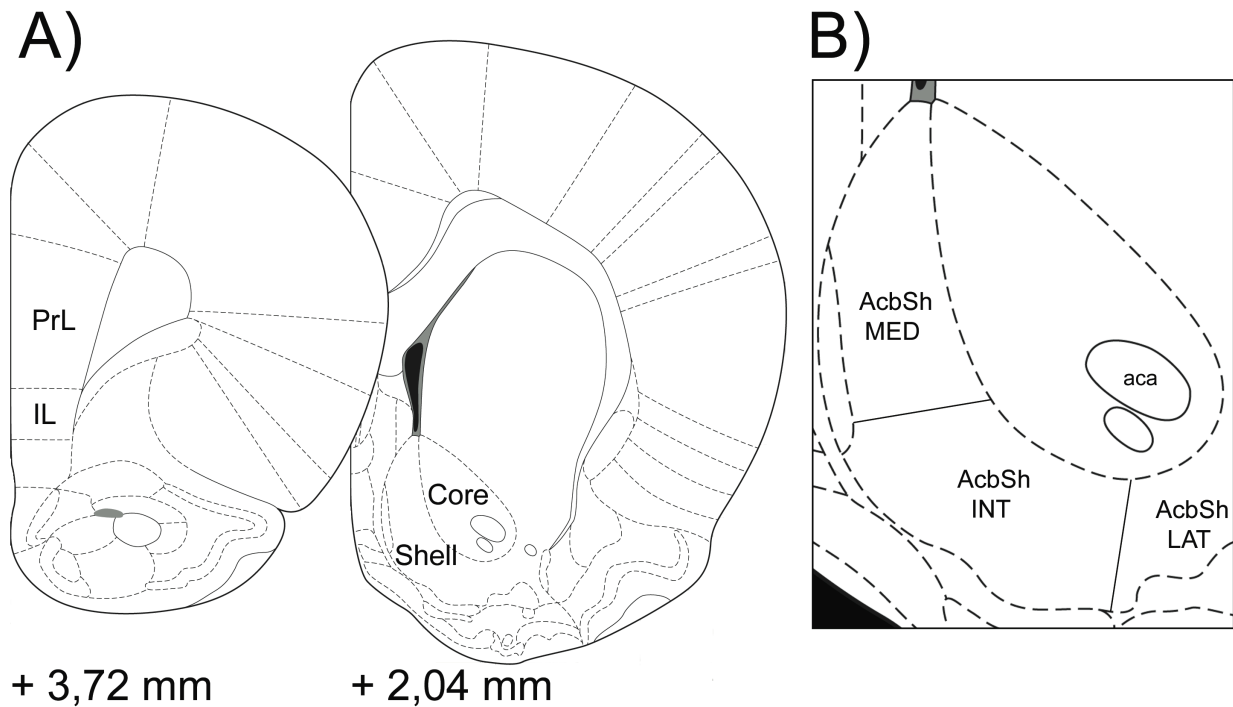 A)
PrL
IL
Core
Shell
+ 3,72 mm
+ 2,04 mm
B)
AcbSh
MED
aca
AcbSh
INT
AcbSh
LAT